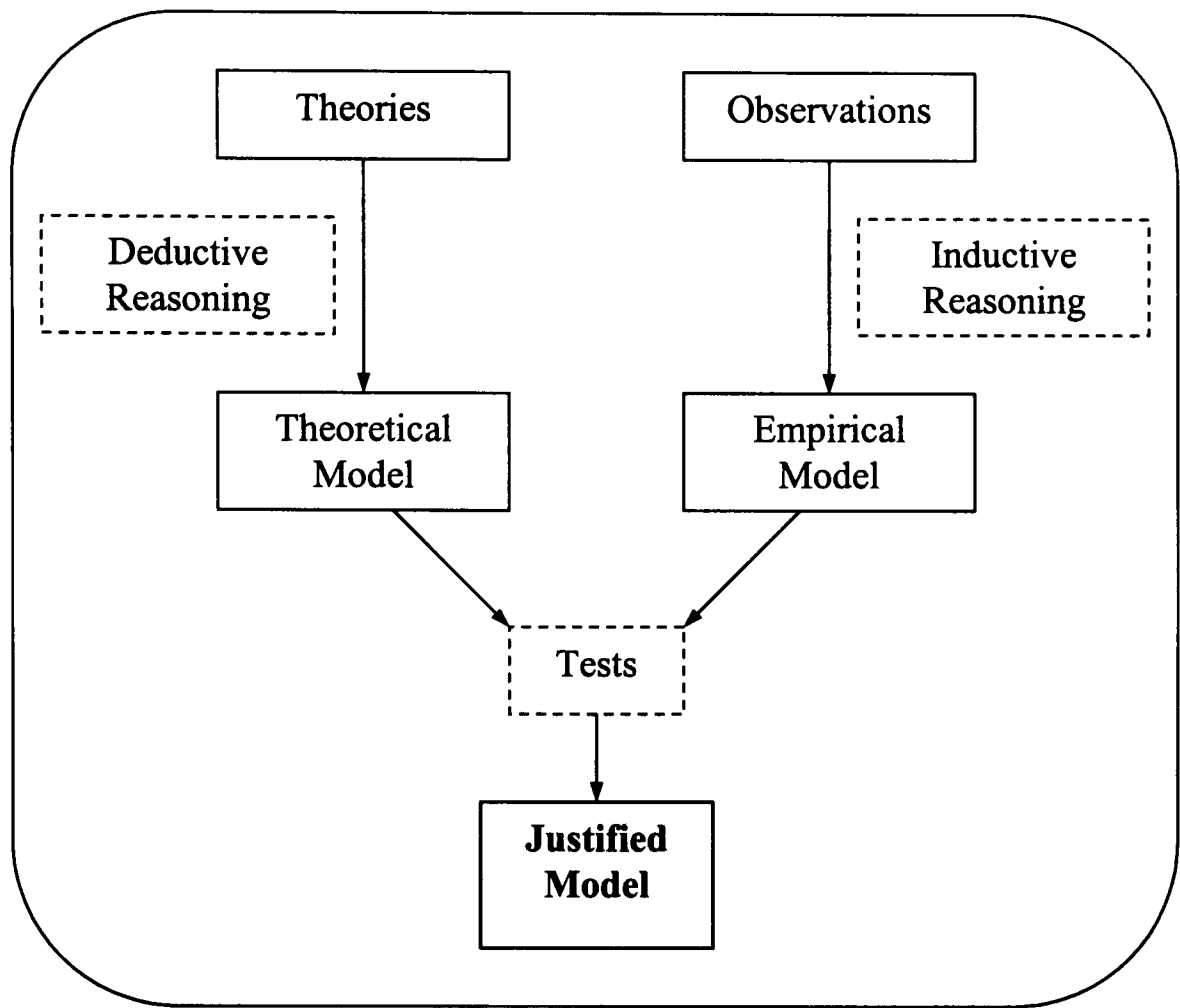 Theories
Observations
Deductive
Reasoning
Inductive
Reasoning
Theoretical
Model
Empirical
Model
Tests
Justified
Model